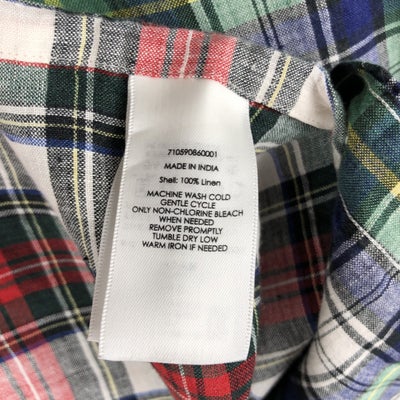 710590860001
MADE IN INDIA
Shell: 100% Linen
MACHINE WASH COLD
GENTLE CYCLE
ONLY NON-CHLORINE BLEACH
WHEN NEEDED
REMOVE PROMPTLY
TUMBLE DRY LOW
WARM IRON IF NEEDED